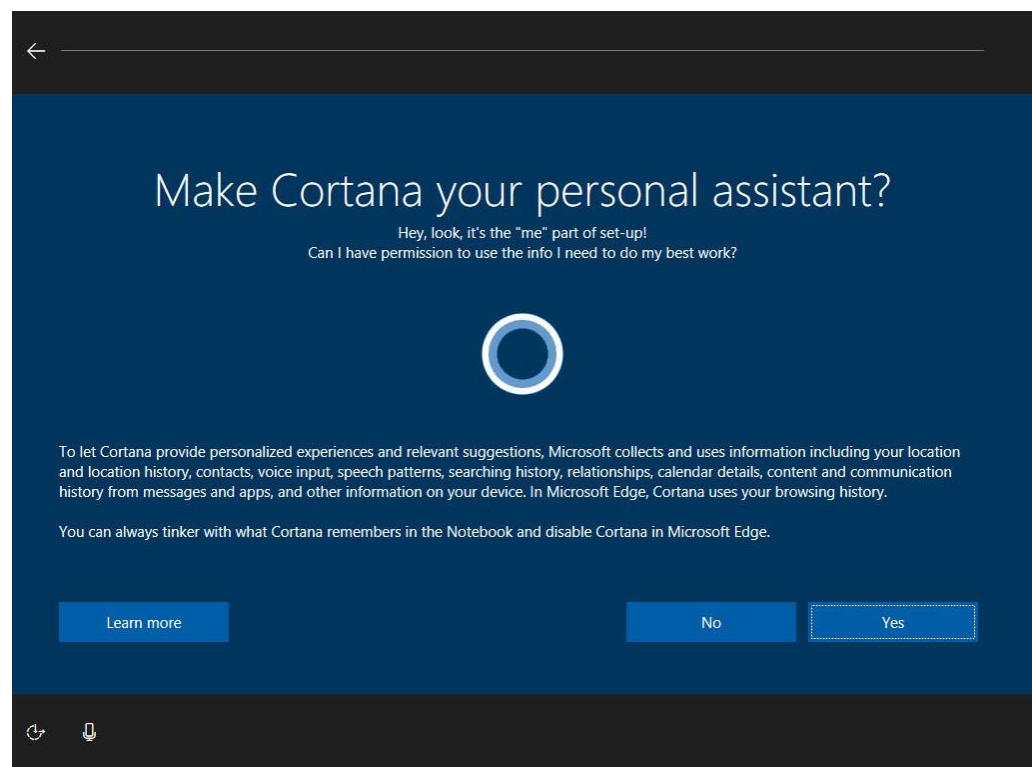 Make Cortana your personal assistant?
Hey, look, it's the "me" part of set-up!
Can I have permission to use the info I need to do my best work?
To let Cortana provide personalized experiences and relevant suggestions, Microsoft collects and uses information including your location
and location history, contacts, voice input, speech patterns, searching history, relationships, calendar details, content and communication
history from messages and apps, and other information on your device. In Microsoft Edge, Cortana uses your browsing history.
You can always tinker with what Cortana remembers in the Notebook and disable Cortana in Microsoft Edge.
Learn more
No
Yes